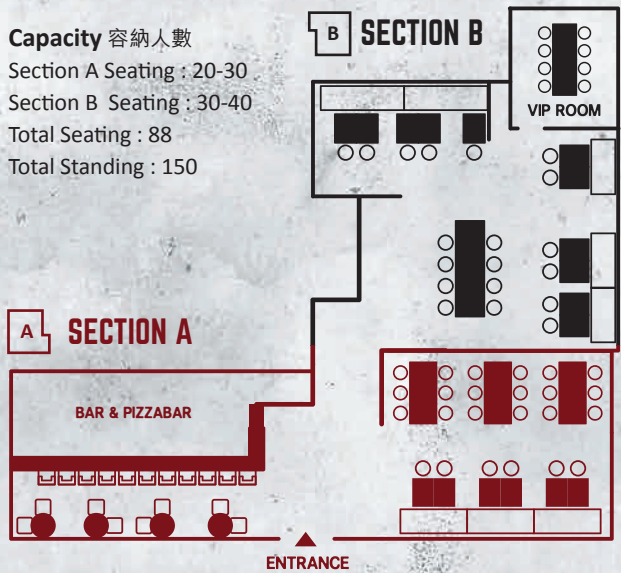 Capacity 容納人數
Section A Seating : 20-30
Section B Seating : 30-40
Total Seating : 88
Total Standing : 150
B SECTION B
VIP ROOM
A SECTION A
BAR & PIZZABAR
ENTRANCE